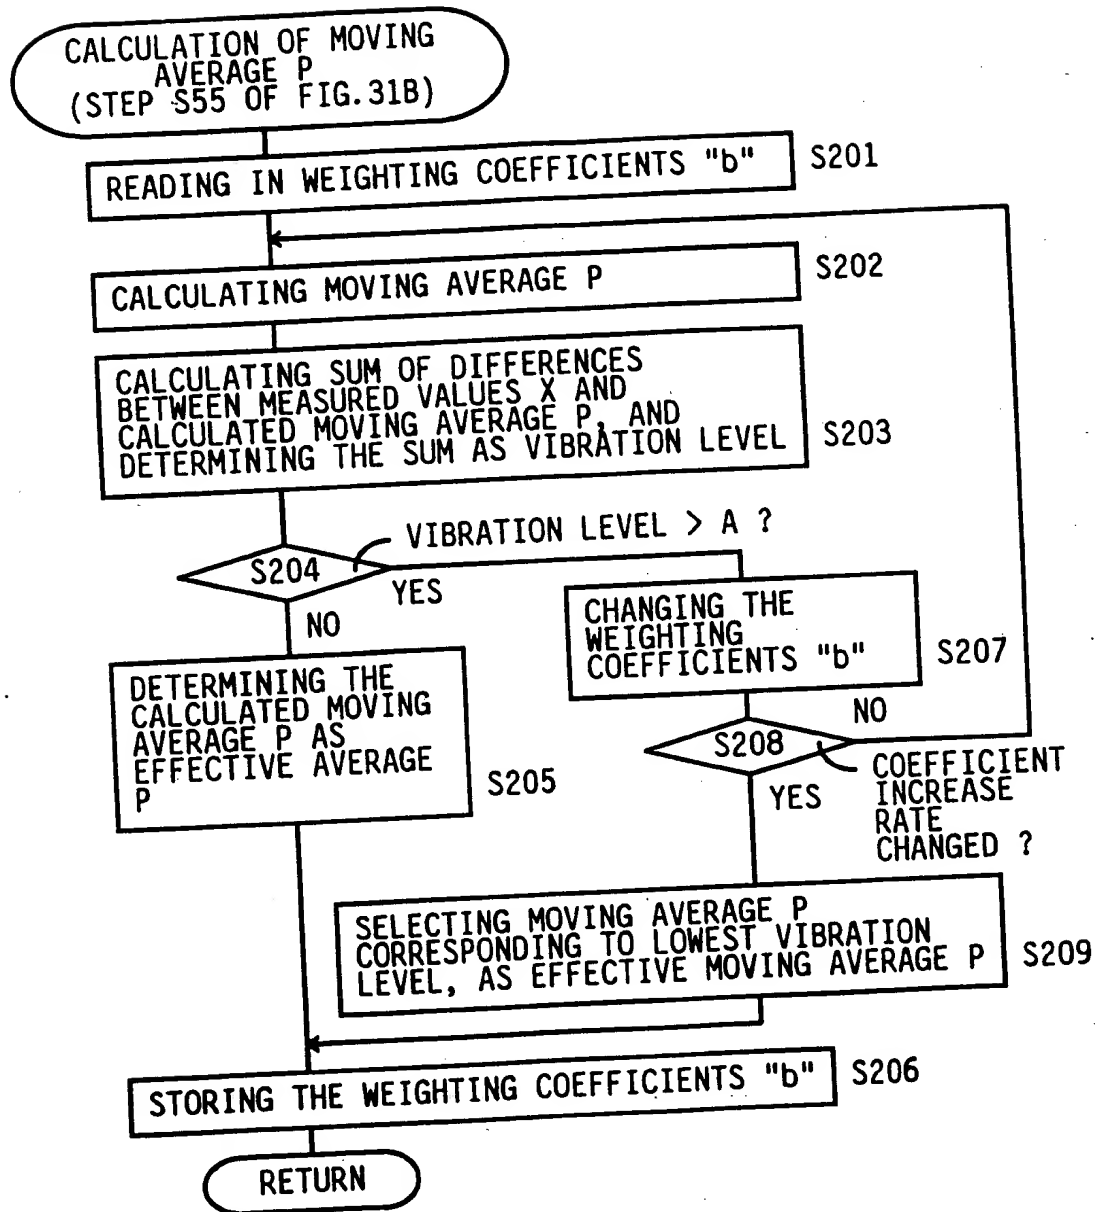 CALCULATION OF MOVING
AVERAGE P
(STEP S55 OF FIG.31B)
READING IN WEIGHTING COEFFICIENTS "b"
S201
CALCULATING MOVING AVERAGE P
S202
CALCULATING SUM OF DIFFERENCES
BETWEEN MEASURED VALUES X AND
CALCULATED MOVING AVERAGE P, AND
DETERMINING THE SUM AS VIBRATION LEVEL
S203
VIBRATION LEVEL > A ?
S204
YES
NO
CHANGING THE
WEIGHTING
COEFFICIENTS "b"
S207
DETERMINING THE
CALCULATED MOVING
AVERAGE P AS
EFFECTIVE AVERAGE
P
S205
NO
S208
YES
COEFFICIENT
INCREASE
RATE
CHANGED ?
SELECTING MOVING AVERAGE P
CORRESPONDING TO LOWEST VIBRATION
LEVEL, AS EFFECTIVE MOVING AVERAGE P
S209
STORING THE WEIGHTING COEFFICIENTS "b"
S206
RETURN